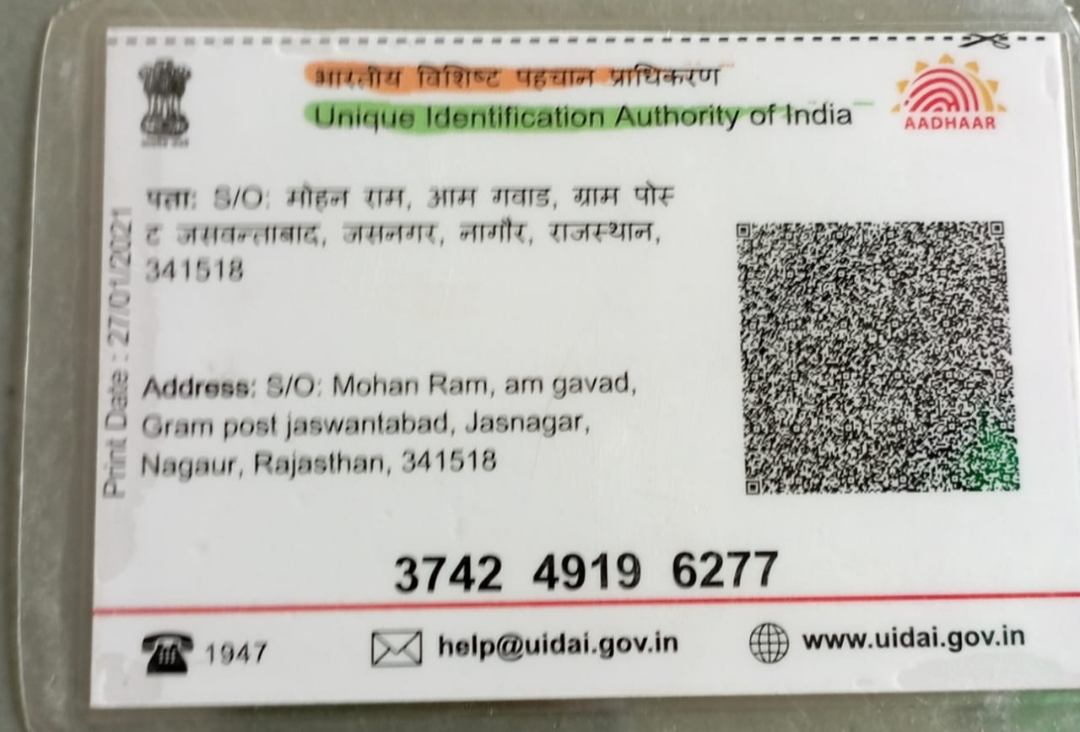 भारतीय विशिष्ट पहचान प्राधिकरण
Unique Identification Authority of India
AADHAAR
पता: S/O: मोहन राम, आम गवाड, ग्राम पोस्
ट जसवन्ताबाद, जसनगर, नागौर, राजस्थान,
341518
Print Date : 27/01/2021
Address: S/O: Mohan Ram, am gavad,
Gram post jaswantabad, Jasnagar,
Nagaur, Rajasthan, 341518
3742 4919 6277
1947
help@uidai.gov.in
www.uidai.gov.in